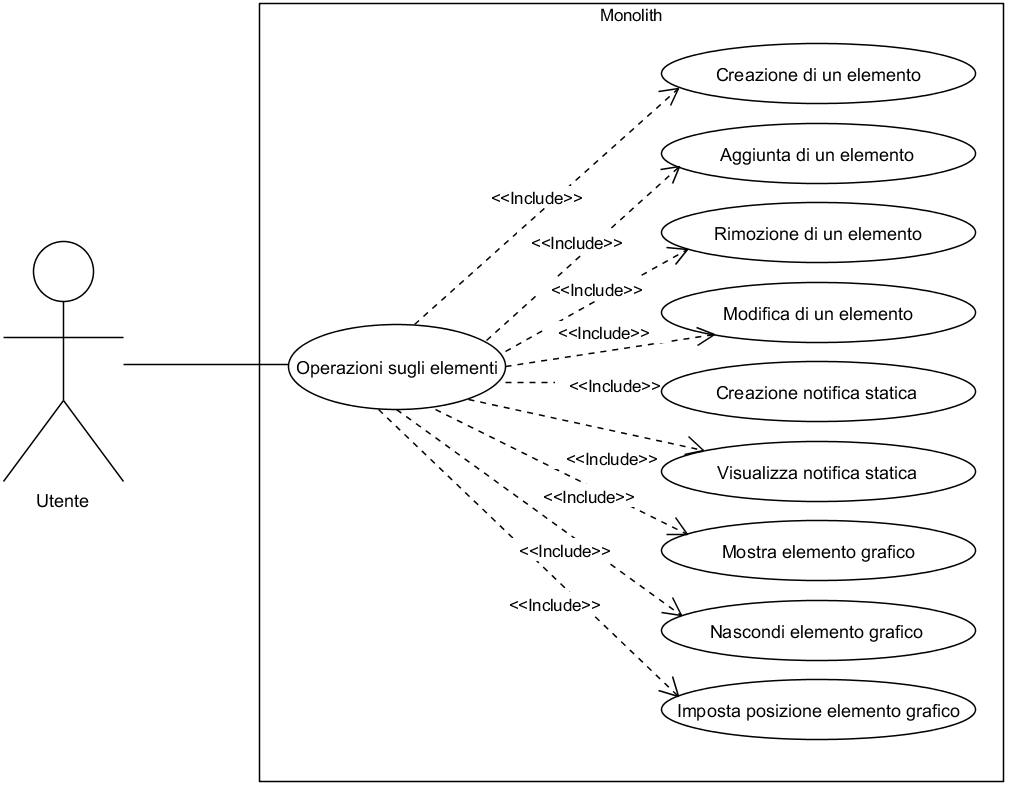 Monolith
Creazione di un elemento
Aggiunta di un elemento
<<Include>>
Rimozione di un elemento
<<Include>>
<<Include>>
Modifica di un elemento
<<Include>>
Operazioni sugli elementi
<<Include>>
Creazione notifica statica
<<Include>>
Visualizza notifica statica
<<Include>>
Utente
Mostra elemento grafico
<<Include>>
<<Include>>
Nascondi elemento grafico
Imposta posizione elemento grafico